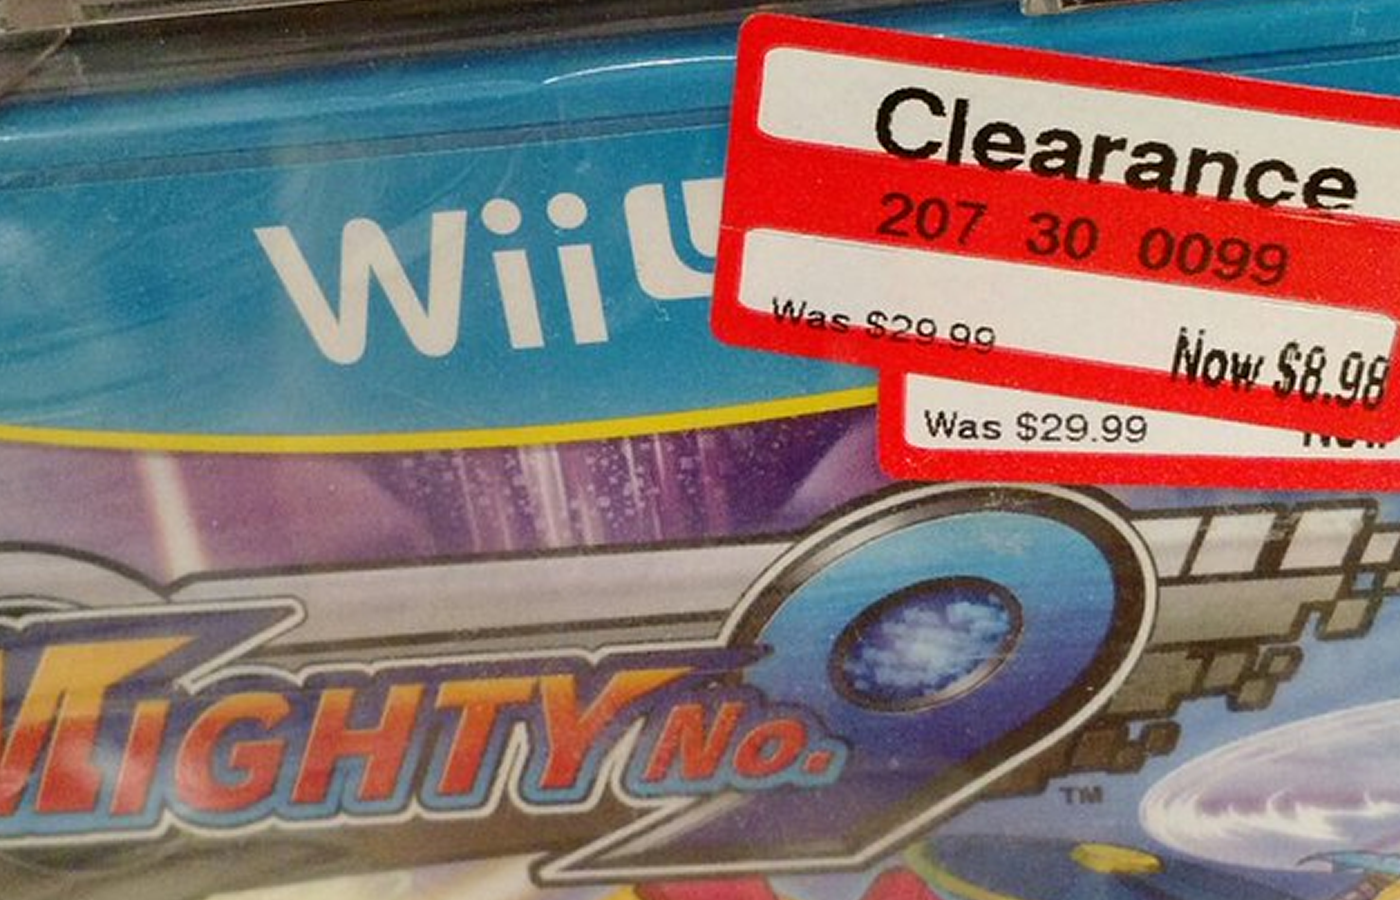 Wii U
Clearance
207 30 0099
Was $29.99 Now $8.98
Was $29.99
MIGHTY No. 9
TM